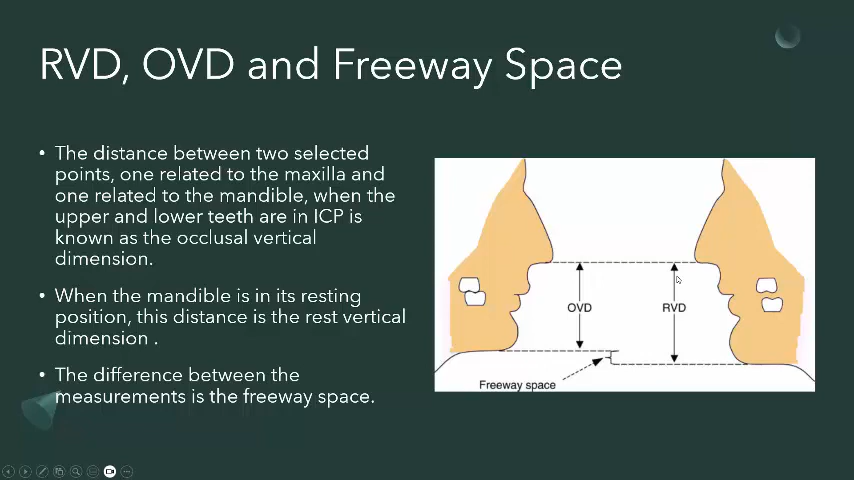 RVD, OVD and Freeway Space
• The distance between two selected
points, one related to the maxilla and
one related to the mandible, when the
upper and lower teeth are in ICP is
known as the occlusal vertical
dimension.
• When the mandible is in its resting
position, this distance is the rest vertical
dimension .
• The difference between the
measurements is the freeway space.
OVD
RVD
Freeway space